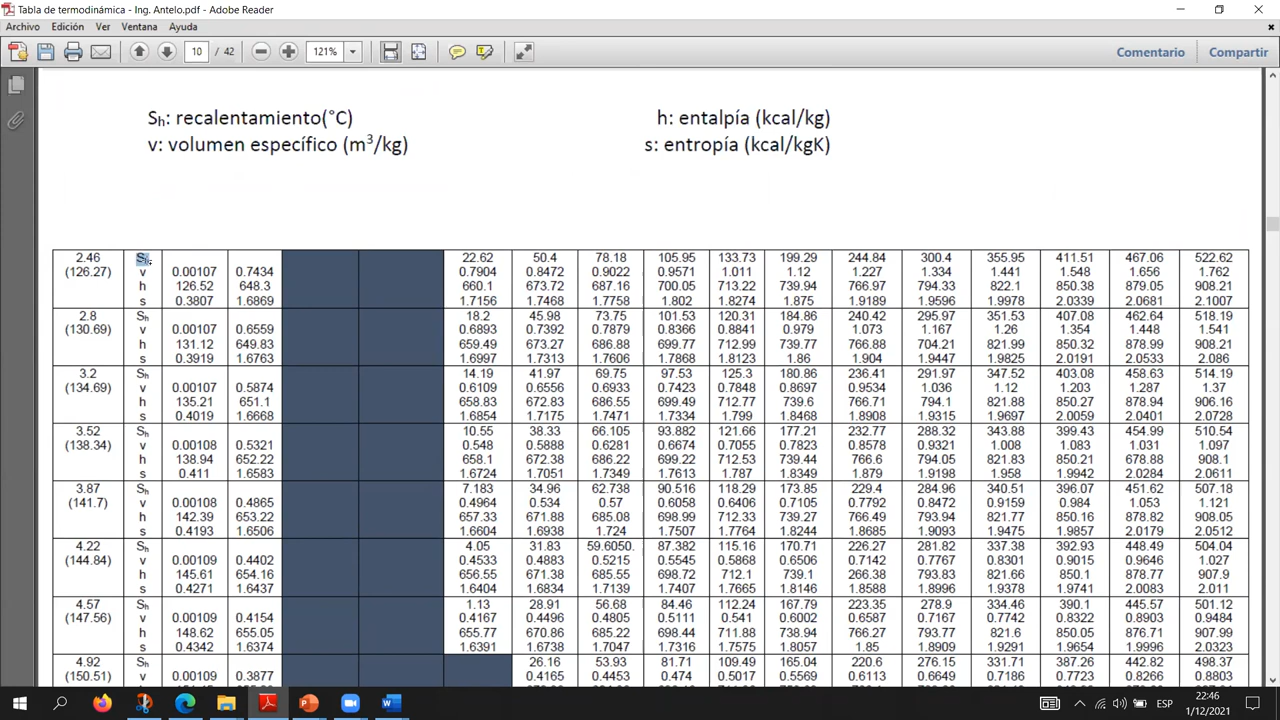 Tabla de termodinámica - Ing. Antelo.pdf - Adobe Reader
Archivo Edición Ver Ventana Ayuda
10 / 42 121% Comentario Compartir
Sh: recalentamiento(°C) h: entalpía (kcal/kg)
v: volumen específico (m³/kg) s: entropía (kcal/kgK)
2.46 Sh 22.62 50.4 78.18 105.95 133.73 199.29 244.84 300.4 355.95 411.51 467.06 522.62
(126.27) v 0.00107 0.7434 0.7904 0.8472 0.9022 0.9571 1.011 1.12 1.227 1.334 1.441 1.548 1.656 1.762
h 126.52 648.3 660.1 673.72 687.16 700.05 713.22 739.94 766.97 794.33 822.1 850.38 879.05 908.21
s 0.3807 1.6869 1.7156 1.7468 1.7758 1.802 1.8274 1.875 1.9189 1.9596 1.9978 2.0339 2.0681 2.1007
2.8 Sh 18.2 45.98 73.75 101.53 120.31 184.86 240.42 295.97 351.53 407.08 462.64 518.19
(130.69) v 0.00107 0.6559 0.6893 0.7392 0.7879 0.8366 0.8841 0.979 1.073 1.167 1.26 1.354 1.448 1.541
h 131.12 649.83 659.49 673.27 686.88 699.77 712.99 739.77 766.88 704.21 821.99 850.32 878.99 908.21
s 0.3919 1.6763 1.6997 1.7313 1.7606 1.7868 1.8123 1.86 1.904 1.9447 1.9825 2.0191 2.0533 2.086
3.2 Sh 14.19 41.97 69.75 97.53 125.3 180.86 236.41 291.97 347.52 403.08 458.63 514.19
(134.69) v 0.00107 0.5874 0.6109 0.6556 0.6933 0.7423 0.7848 0.8697 0.9534 1.036 1.12 1.203 1.287 1.37
h 135.21 651.1 658.83 672.83 686.55 699.49 712.77 739.6 766.71 794.1 821.88 850.27 878.94 906.16
s 0.4019 1.6668 1.6854 1.7175 1.7471 1.7334 1.799 1.8468 1.8908 1.9315 1.9697 2.0059 2.0401 2.0728
3.52 Sh 10.55 38.33 66.105 93.882 121.66 177.21 232.77 288.32 343.88 399.43 454.99 510.54
(138.34) v 0.00108 0.5321 0.548 0.5888 0.6281 0.6674 0.7055 0.7823 0.8578 0.9321 1.008 1.083 1.031 1.097
h 138.94 652.22 658.1 672.38 686.22 699.22 712.53 739.44 766.6 794.05 821.83 850.21 678.88 908.1
s 0.411 1.6583 1.6724 1.7051 1.7349 1.7613 1.787 1.8349 1.879 1.9198 1.958 1.9942 2.0284 2.0611
3.87 Sh 7.183 34.96 62.738 90.516 118.29 173.85 229.4 284.96 340.51 396.07 451.62 507.18
(141.7) v 0.00108 0.4865 0.4964 0.534 0.57 0.6058 0.6406 0.7105 0.7792 0.8472 0.9159 0.984 1.053 1.121
h 142.39 653.22 657.33 671.88 685.08 698.99 712.33 739.27 766.46 793.94 821.77 850.16 878.82 908.05
s 0.4193 1.6506 1.6604 1.6938 1.724 1.7507 1.7764 1.8244 1.8685 1.9093 1.9475 1.9857 2.0179 2.0512
4.22 Sh 4.05 31.83 59.6050. 87.382 115.16 170.71 226.27 281.82 337.38 392.93 448.49 504.04
(144.84) v 0.00109 0.4402 0.4533 0.4883 0.5215 0.5545 0.5868 0.6506 0.7142 0.7767 0.8301 0.9015 0.9646 1.027
h 145.61 654.16 656.55 671.38 685.55 698.72 712.1 739.1 266.38 793.83 821.66 850.1 878.77 907.9
s 0.4271 1.6437 1.6404 1.6834 1.7139 1.7407 1.7665 1.8146 1.8586 1.8996 1.9378 1.9741 2.0083 2.011
4.57 Sh 1.13 28.91 56.68 84.46 112.24 167.79 223.35 278.9 334.46 390.1 445.57 501.12
(147.56) v 0.00109 0.4154 0.4167 0.4496 0.4805 0.5111 0.541 0.6002 0.6587 0.7167 0.7742 0.8322 0.8903 0.9484
h 148.62 655.05 655.77 670.86 685.22 698.44 711.88 738.94 766.27 793.77 821.6 850.05 876.71 907.99
s 0.4342 1.6374 1.6391 1.6738 1.7047 1.7316 1.7575 1.8057 1.85 1.8909 1.9291 1.9654 1.9996 2.0323
4.92 Sh 26.16 53.93 81.71 109.49 165.04 220.6 276.15 331.71 387.26 442.82 498.37
(150.51) v 0.00109 0.3877 0.4165 0.4453 0.474 0.5017 0.5569 0.6113 0.6649 0.7186 0.7723 0.8266 0.8803
ESP 22:46
1/12/2021